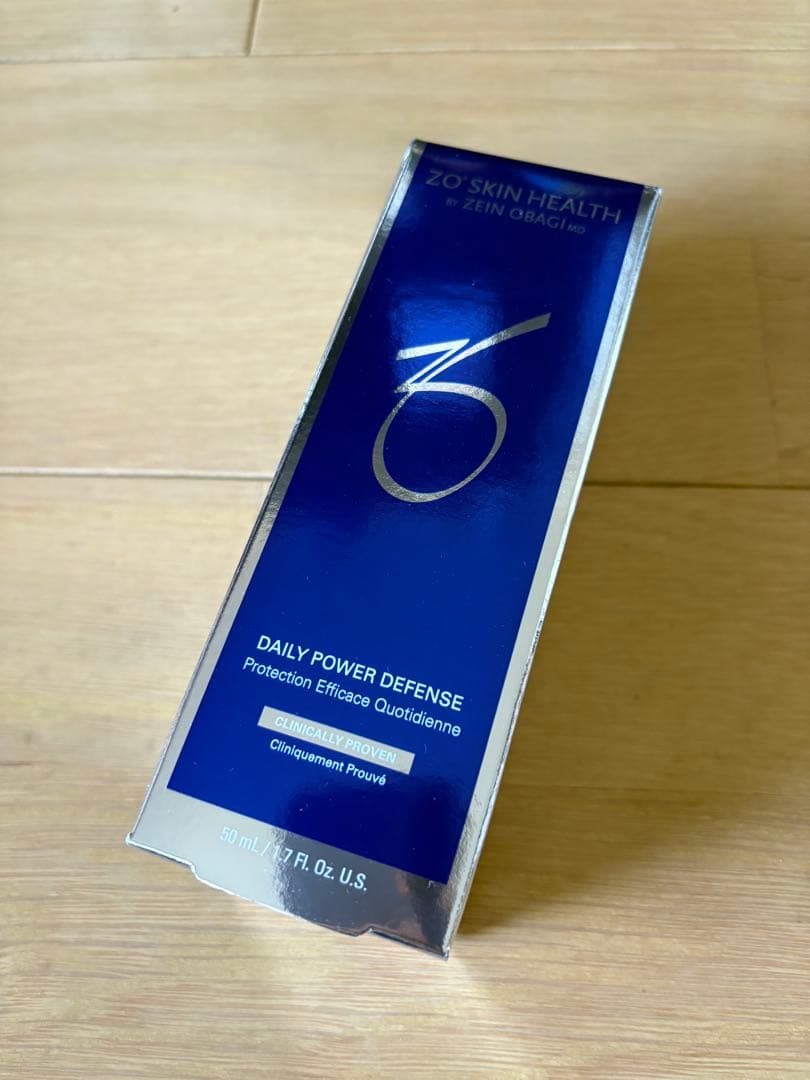 ZO® SKIN HEALTH
BY ZEIN OBAGI MD
DAILY POWER DEFENSE
Protection Efficace Quotidienne
CLINICALLY PROVEN
Cliniquement Prouvé
50 mL / 1.7 Fl. Oz. U.S.